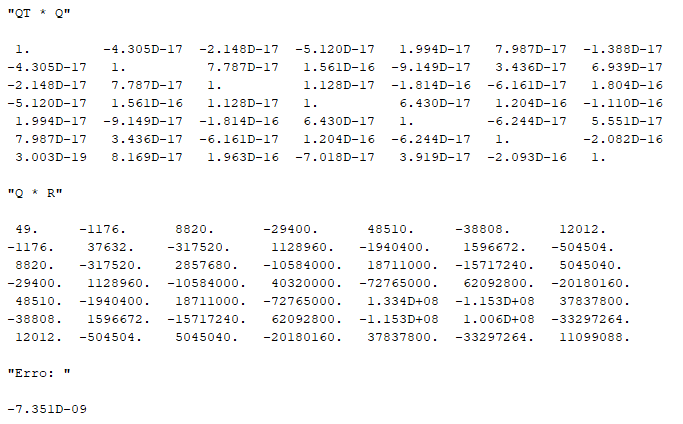 "QT * Q"
1. -4.305D-17 -2.148D-17 -5.120D-17 1.994D-17 7.987D-17 -1.388D-17
-4.305D-17 1. 7.787D-17 1.561D-16 -9.149D-17 3.436D-17 6.939D-17
-2.148D-17 7.787D-17 1. 1.128D-17 -1.814D-16 -6.161D-17 1.804D-16
-5.120D-17 1.561D-16 1.128D-17 1. 6.430D-17 1.204D-16 -1.110D-16
1.994D-17 -9.149D-17 -1.814D-16 6.430D-17 1. -6.244D-17 5.551D-17
7.987D-17 3.436D-17 -6.161D-17 1.204D-16 -6.244D-17 1. -2.082D-16
3.003D-19 8.169D-17 1.963D-16 -7.018D-17 3.919D-17 -2.093D-16 1.
"Q * R"
49. -1176. 8820. -29400. 48510. -38808. 12012.
-1176. 37632. -317520. 1128960. -1940400. 1596672. -504504.
8820. -317520. 2857680. -10584000. 18711000. -15717240. 5045040.
-29400. 1128960. -10584000. 40320000. -72765000. 62092800. -20180160.
48510. -1940400. 18711000. -72765000. 1.334D+08 -1.153D+08 37837800.
-38808. 1596672. -15717240. 62092800. -1.153D+08 1.006D+08 -33297264.
12012. -504504. 5045040. -20180160. 37837800. -33297264. 11099088.
"Erro: "
-7.351D-09